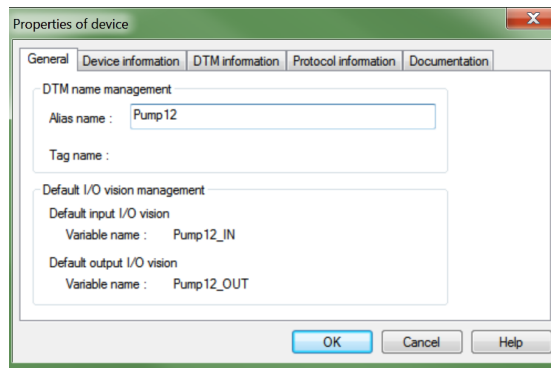 Properties of device
General Device information DTM information Protocol information Documentation
DTM name management
Alias name : Pump12
Tag name :
Default I/O vision management
Default input I/O vision
Variable name : Pump12_IN
Default output I/O vision
Variable name : Pump12_OUT
OK Cancel Help